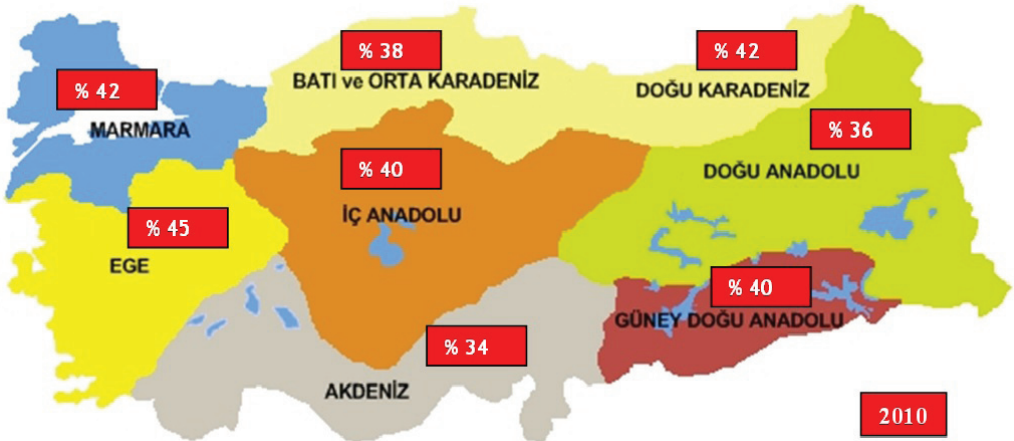 % 38
% 42
BATI ve ORTA KARADENİZ
DOĞU KARADENİZ
% 42
MARMARA
% 36
% 40
DOĞU ANADOLU
İÇ ANADOLU
% 45
EGE
% 40
GÜNEY DOĞU ANADOLU
% 34
AKDENİZ
2010